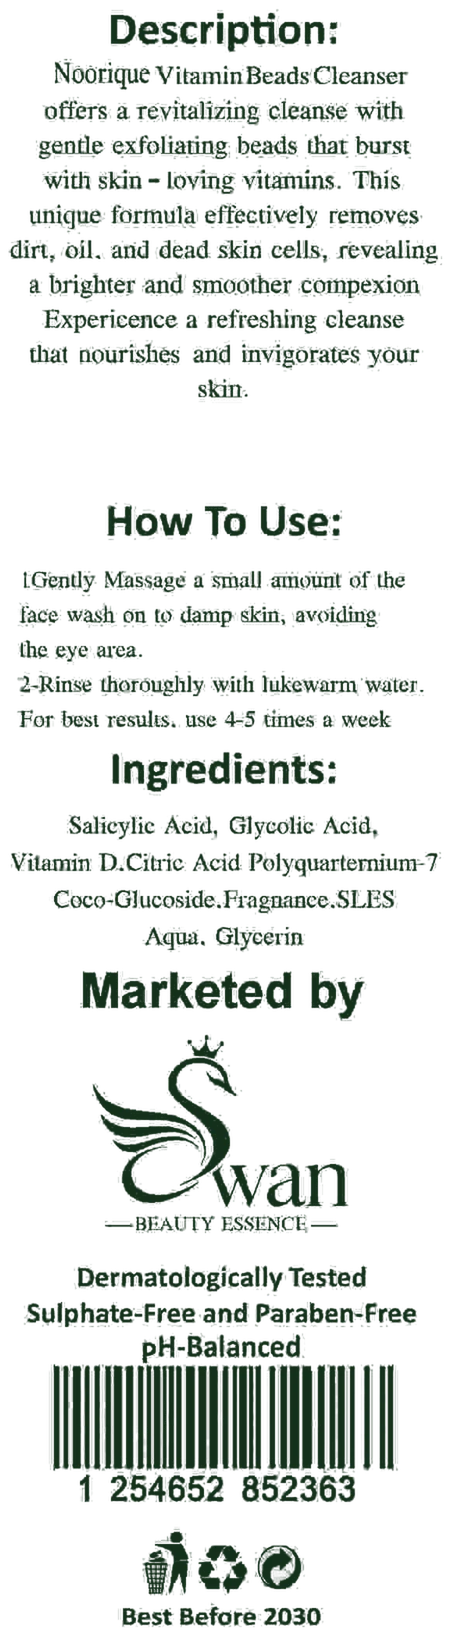 Description:
Noorique Vitamin Beads Cleanser
offers a revitalizing cleanse with
gentle exfoliating beads that burst
with skin - loving vitamins. This
unique formula effectively removes
dirt, oil. and dead skin cells, revealing
a brighter and smoother compexion
Expericence a refreshing cleanse
that nourishes and invigorates your
skin.
How To Use:
1Gently Massage a small amount of the
face wash on to damp skin, avoiding
the eye area.
2-Rinse thoroughly with lukewarm water.
For best results. use 4-5 times a week
Ingredients:
Salicylic Acid, Glycolic Acid,
Vitamin D.Citric Acid Polyquarternium-7
Coco-Glucoside.Fragnance.SLES
Aqua. Glycerin
Marketed by
Swan
BEAUTY ESSENCE
Dermatologically Tested
Sulphate-Free and Paraben-Free
pH-Balanced
1 254652 852363
Best Before 2030